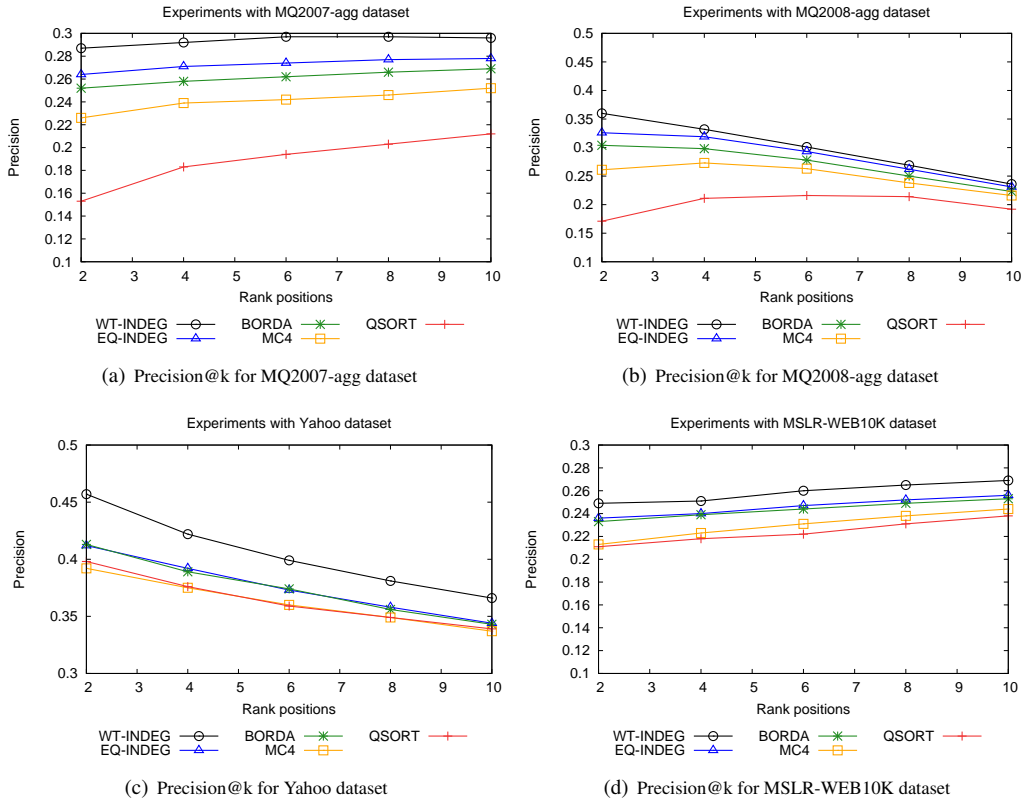 Experiments with MQ2007-agg dataset
0.3
0.28
0.26
0.24
0.22
0.2
0.18
0.16
0.14
0.12
0.1
Precision
2 3 4 5 6 7 8 9 10
Rank positions
WT-INDEG BORDA QSORT
EQ-INDEG MC4
(a) Precision@k for MQ2007-agg dataset
Experiments with MQ2008-agg dataset
0.5
0.45
0.4
0.35
0.3
0.25
0.2
0.15
0.1
Precision
2 3 4 5 6 7 8 9 10
Rank positions
WT-INDEG BORDA QSORT
EQ-INDEG MC4
(b) Precision@k for MQ2008-agg dataset
Experiments with Yahoo dataset
0.5
0.45
0.4
0.35
0.3
Precision
2 3 4 5 6 7 8 9 10
Rank positions
WT-INDEG BORDA QSORT
EQ-INDEG MC4
(c) Precision@k for Yahoo dataset
Experiments with MSLR-WEB10K dataset
0.3
0.28
0.26
0.24
0.22
0.2
0.18
0.16
0.14
0.12
0.1
Precision
2 3 4 5 6 7 8 9 10
Rank positions
WT-INDEG BORDA QSORT
EQ-INDEG MC4
(d) Precision@k for MSLR-WEB10K dataset